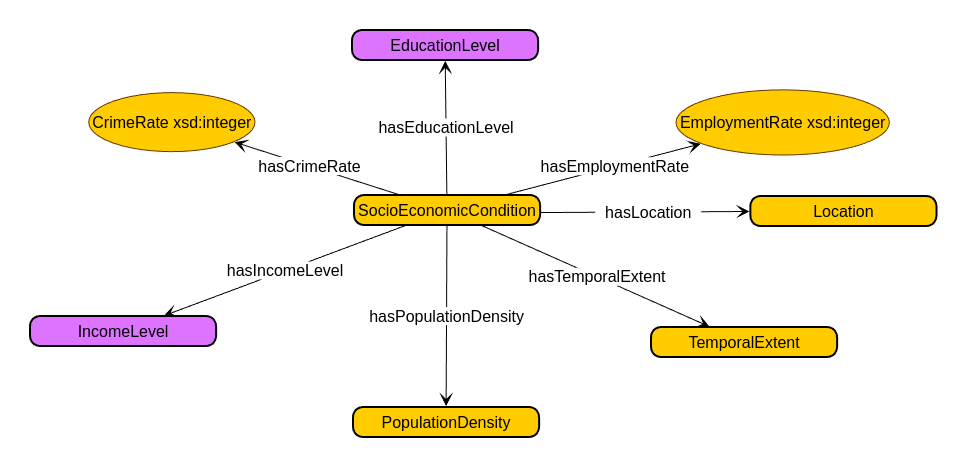 EducationLevel
CrimeRate xsd:integer
EmploymentRate xsd:integer
hasEducationLevel
hasCrimeRate
hasEmploymentRate
SocioEconomicCondition
hasLocation
Location
hasIncomeLevel
hasTemporalExtent
hasPopulationDensity
IncomeLevel
TemporalExtent
PopulationDensity